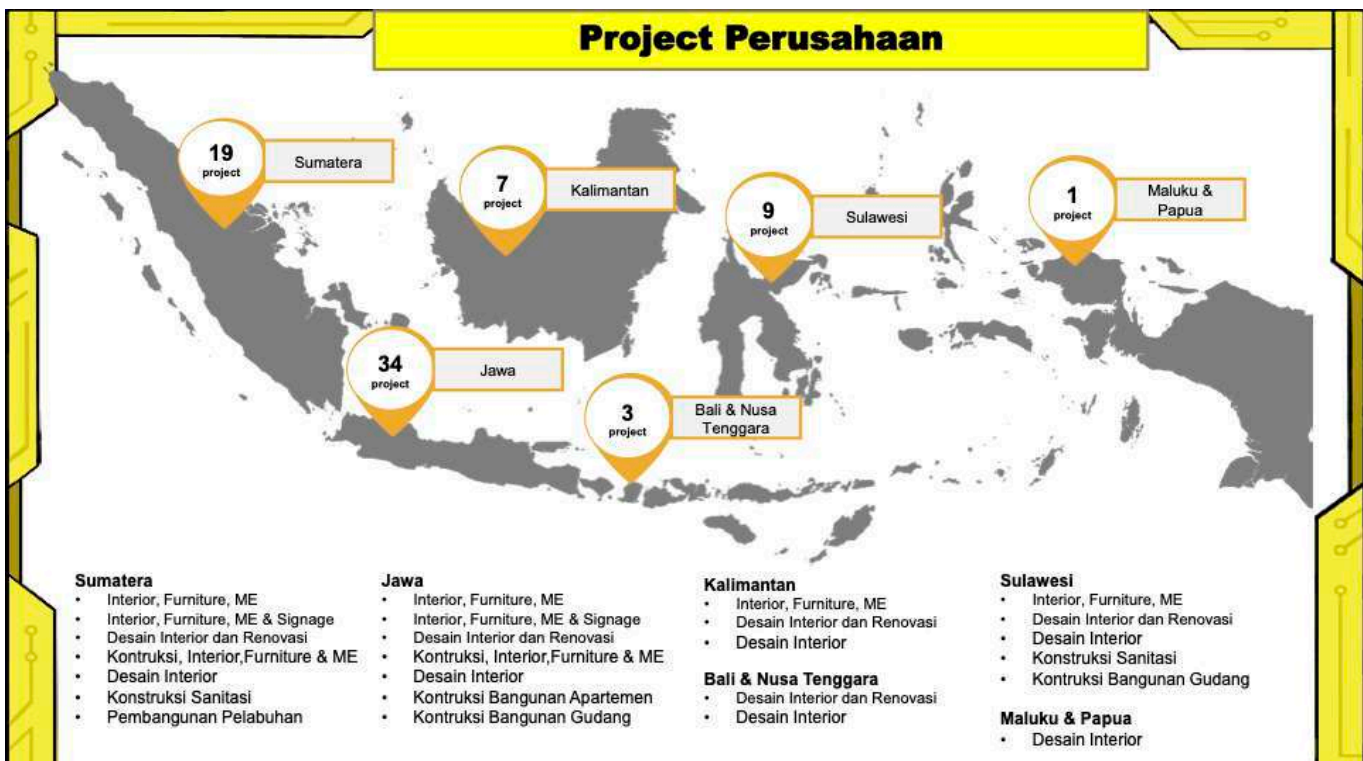 Project Perusahaan
19
project
Sumatera
7
project
Kalimantan
9
project
Sulawesi
1
project
Maluku &
Papua
34
project
Jawa
3
project
Bali & Nusa
Tenggara
Sumatera
• Interior, Furniture, ME
• Interior, Furniture, ME & Signage
• Desain Interior dan Renovasi
• Kontruksi, Interior,Furniture & ME
• Desain Interior
• Konstruksi Sanitasi
• Pembangunan Pelabuhan
Jawa
• Interior, Furniture, ME
• Interior, Furniture, ME & Signage
• Desain Interior dan Renovasi
• Kontruksi, Interior,Furniture & ME
• Desain Interior
• Kontruksi Bangunan Apartemen
• Kontruksi Bangunan Gudang
Kalimantan
• Interior, Furniture, ME
• Desain Interior dan Renovasi
• Desain Interior
Bali & Nusa Tenggara
• Desain Interior dan Renovasi
• Desain Interior
Sulawesi
• Interior, Furniture, ME
• Desain Interior dan Renovasi
• Desain Interior
• Konstruksi Sanitasi
• Kontruksi Bangunan Gudang
Maluku & Papua
• Desain Interior